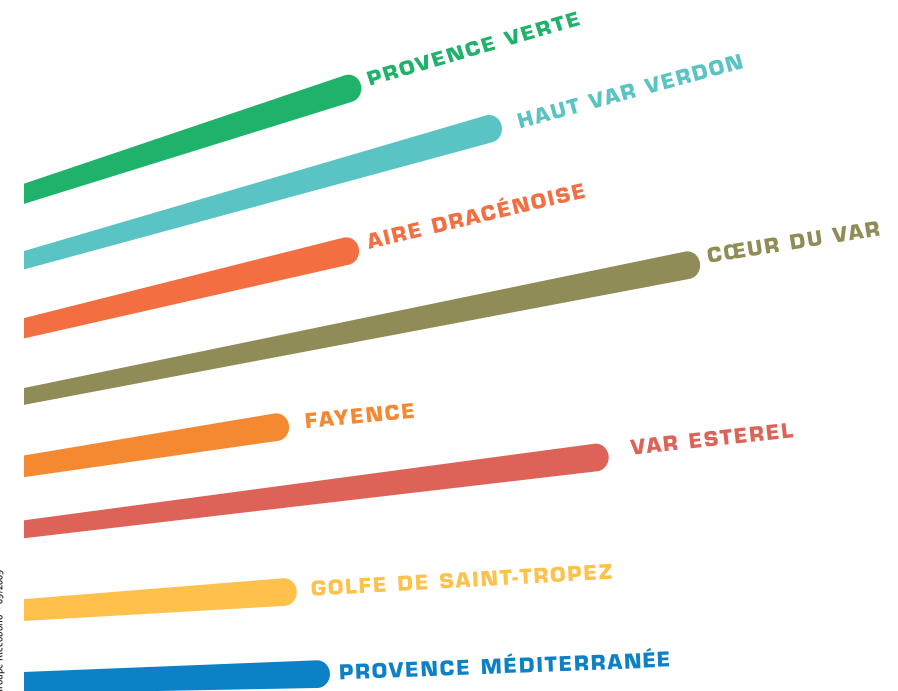 PROVENCE VERTE
HAUT VAR VERDON
AIRE DRACÉNOISE
CŒUR DU VAR
FAYENCE
VAR ESTEREL
GOLFE DE SAINT-TROPEZ
PROVENCE MÉDITERRANÉE